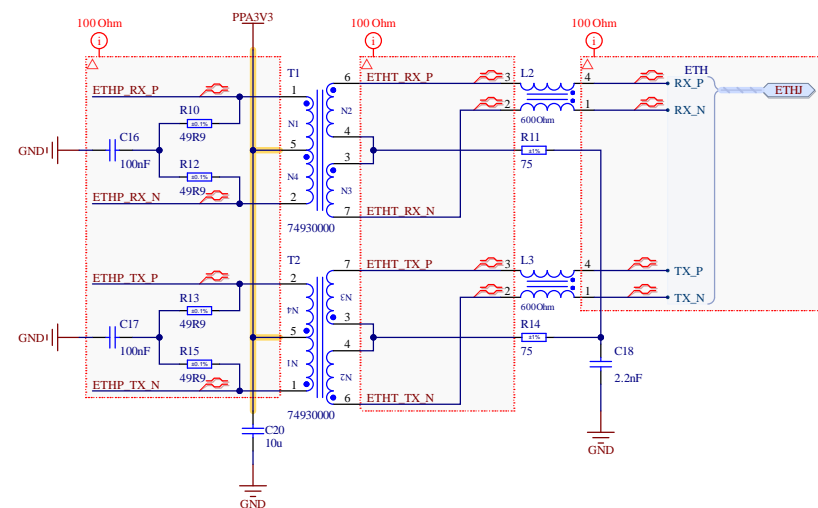 100 Ohm
PPA3V3
100 Ohm
100 Ohm
i
i
i
T1
L2
ETH
ETHP_RX_P
1
6
ETHT_RX_P
3
4
RX_P
ETHJ
R10
N1
N2
2
1
RX_N
±0.1%
49R9
600Ohm
C16
4
R11
GND
100nF
5
±1%
R12
3
75
±0.1%
49R9
N4
N3
ETHP_RX_N
2
7
ETHT_RX_N
74930000
T2
L3
ETHP_TX_P
2
7
ETHT_TX_P
3
4
TX_P
R13
N4
N3
2
1
TX_N
±0.1%
49R9
600Ohm
C17
3
R14
GND
100nF
5
±1%
R15
4
75
C18
±0.1%
49R9
N1
N2
2.2nF
ETHP_TX_N
1
6
ETHT_TX_N
74930000
C20
10u
GND
GND